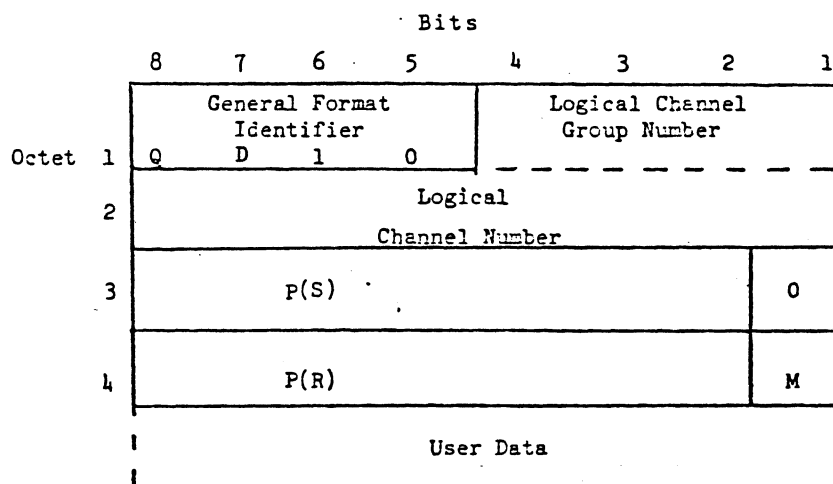 Bits
8 7 6 5 4 3 2 1
General Format Logical Channel
Identifier Group Number
Octet 1 Q D 1 0
2 Logical
Channel Number
3 P(S) 0
4 P(R) M
User Data